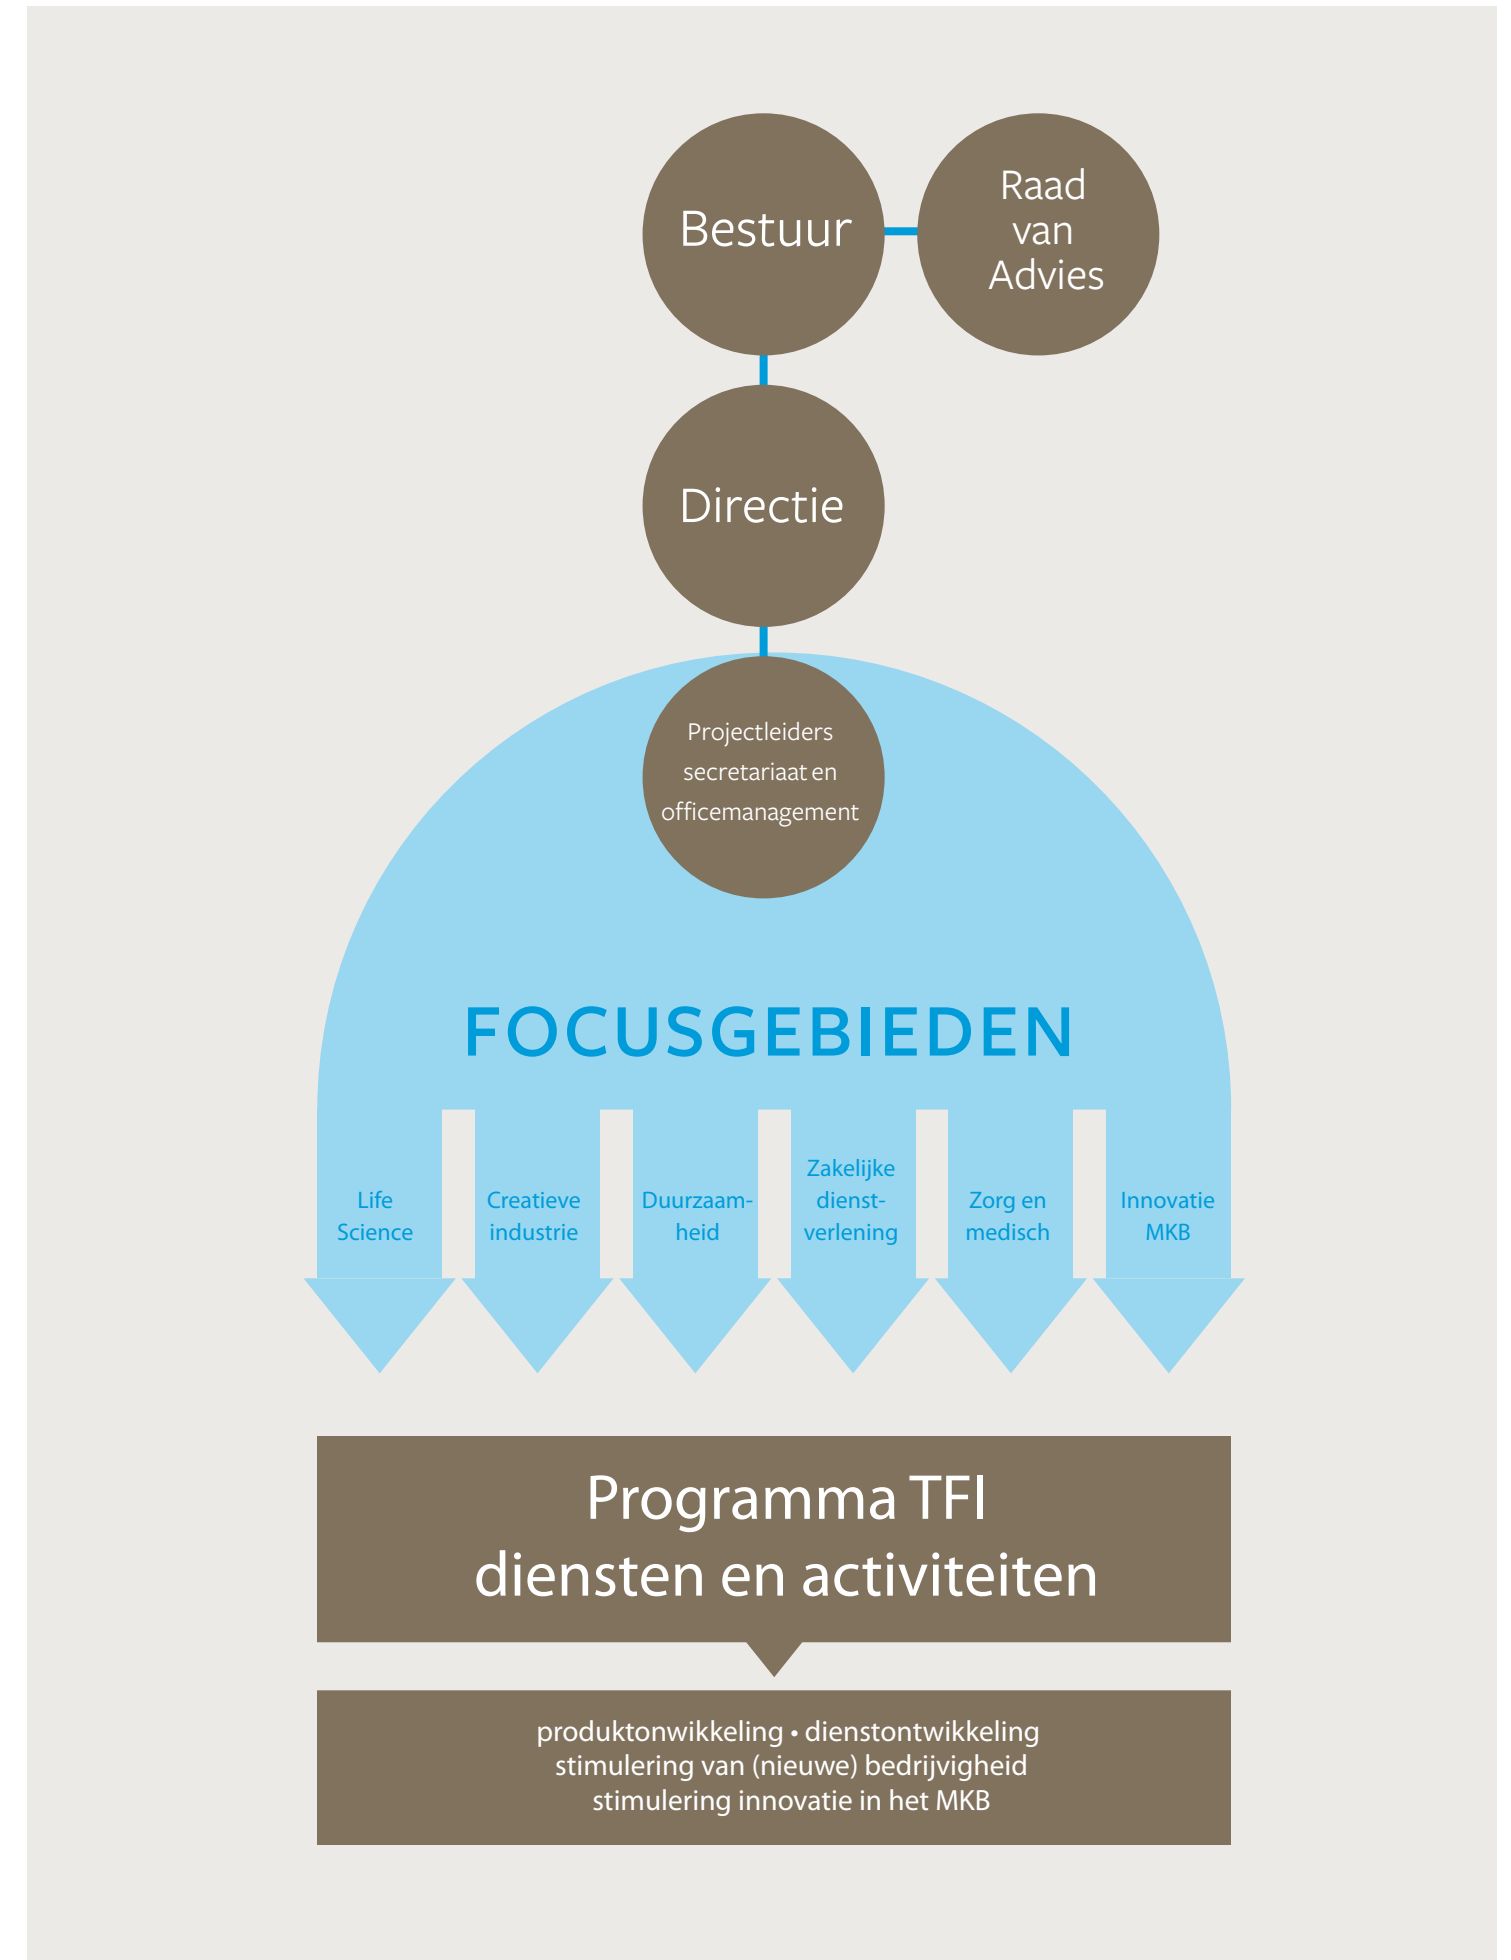 Bestuur
Raad
van
Advies
Directie
Projectleiders
secretariaat en
officemanagement
FOCUSGEBIEDEN
Life
Science
Creatieve
industrie
Duurzaam-
heid
Zakelijke
dienst-
verlening
Zorg en
medisch
Innovatie
MKB
Programma TFI
diensten en activiteiten
produktonwikkeling • dienstontwikkeling
stimulering van (nieuwe) bedrijvigheid
stimulering innovatie in het MKB